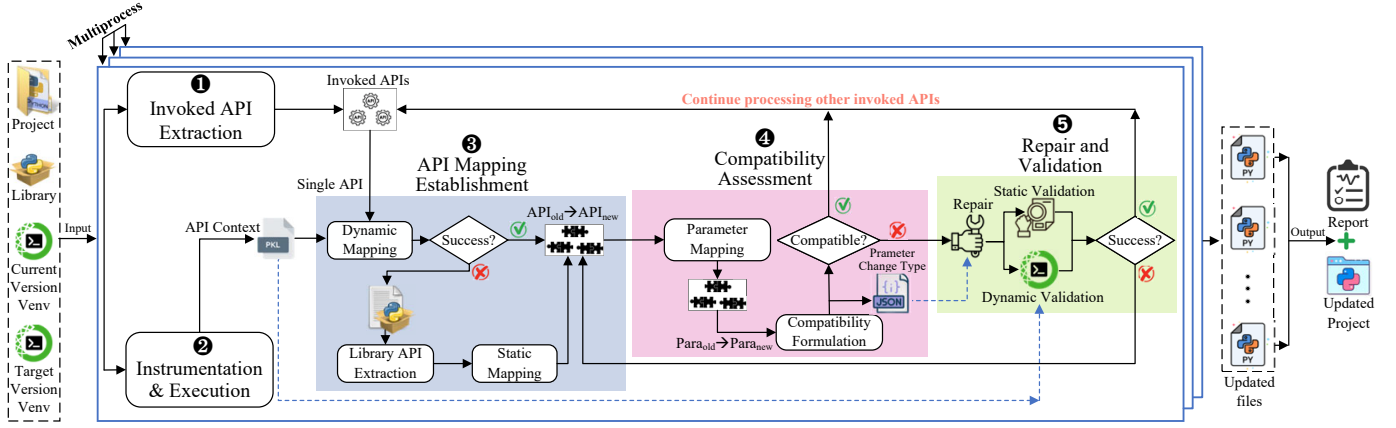 Multiprocess
Project
Library
Current
Version
Venv
Target
Version
Venv
Input
❶
Invoked API
Extraction
❷
Instrumentation
& Execution
Invoked APIs
API
API
API
Single API
API Context
PKL
❸
API Mapping
Establishment
Dynamic
Mapping
Success?
APIold→APInew
Library API
Extraction
Static
Mapping
Continue processing other invoked APIs
❹
Compatibility
Assessment
Parameter
Mapping
Paraold→Paranew
Compatible?
Compatibility
Formulation
Prameter
Change Type
{i}
JSON
❺
Repair and
Validation
Repair
Static Validation
Dynamic Validation
Success?
PY
PY
PY
Updated
files
Output
Report
Updated
Project